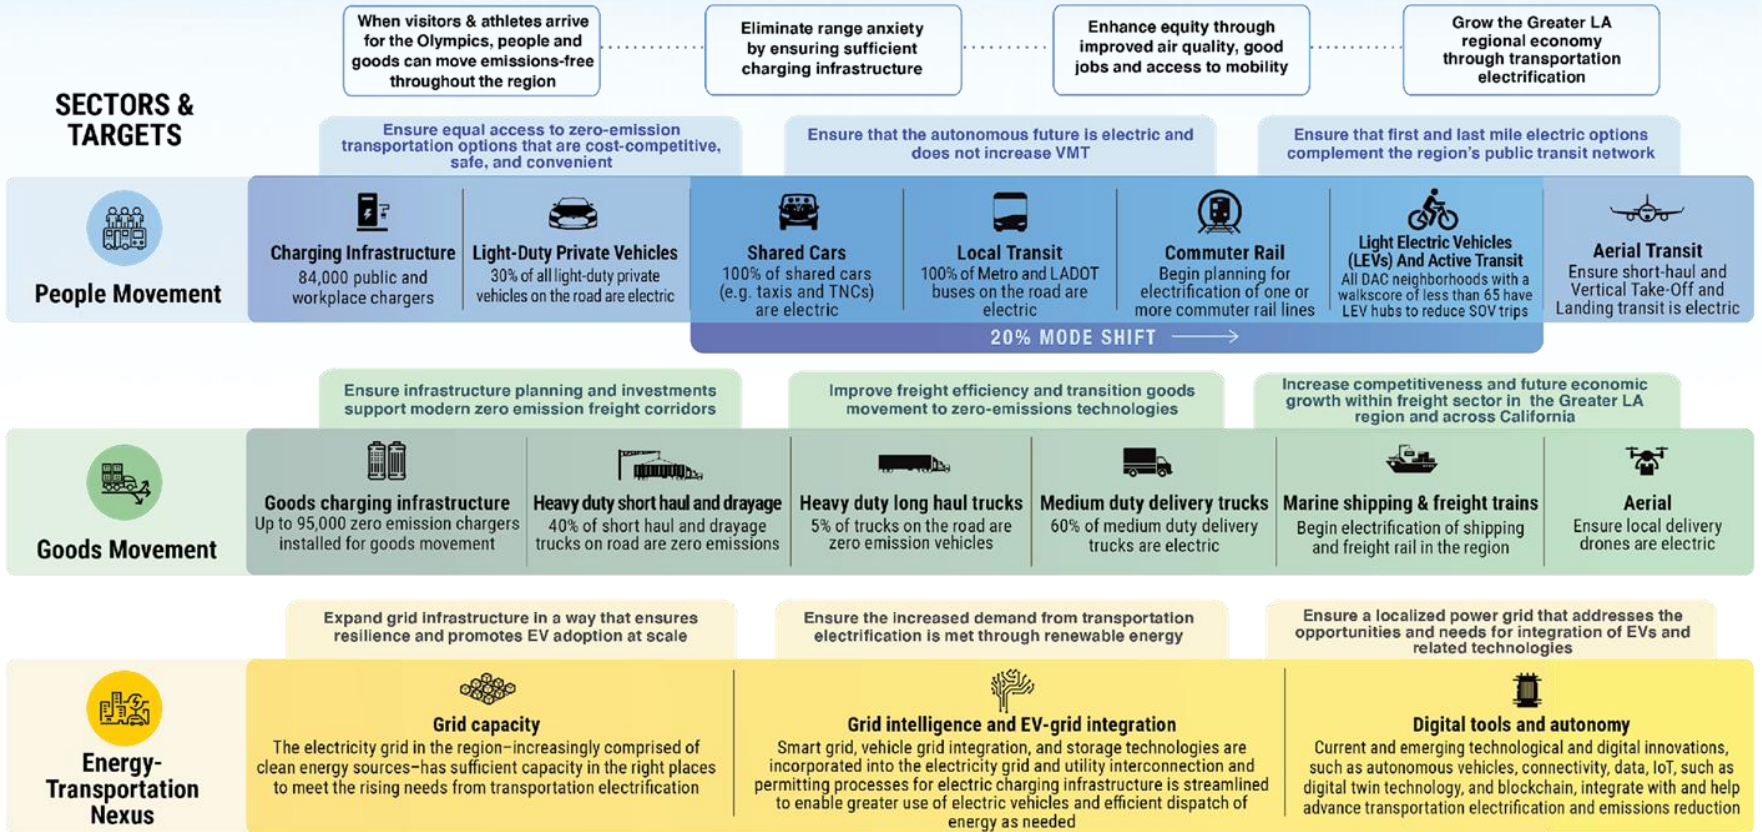 When visitors & athletes arrive
for the Olympics, people and
goods can move emissions-free
throughout the region
Eliminate range anxiety
by ensuring sufficient
charging infrastructure
Enhance equity through
improved air quality, good
jobs and access to mobility
Grow the Greater LA
regional economy
through transportation
electrification
SECTORS &
TARGETS
Ensure equal access to zero-emission
transportation options that are cost-competitive,
safe, and convenient
Ensure that the autonomous future is electric and
does not increase VMT
Ensure that first and last mile electric options
complement the region's public transit network
People Movement
Charging Infrastructure
84,000 public and
workplace chargers
Light-Duty Private Vehicles
30% of all light-duty private
vehicles on the road are electric
Shared Cars
100% of shared cars
(e.g. taxis and TNCs)
are electric
Local Transit
100% of Metro and LADOT
buses on the road are
electric
Commuter Rail
Begin planning for
electrification of one or
more commuter rail lines
Light Electric Vehicles
(LEVs) And Active Transit
All DAC neighborhoods with a
walkscore of less than 65 have
LEV hubs to reduce SOV trips
Aerial Transit
Ensure short-haul and
Vertical Take-Off and
Landing transit is electric
20% MODE SHIFT
Ensure infrastructure planning and investments
support modern zero emission freight corridors
Improve freight efficiency and transition goods
movement to zero-emissions technologies
Increase competitiveness and future economic
growth within freight sector in the Greater LA
region and across California
Goods Movement
Goods charging infrastructure
Up to 95,000 zero emission chargers
installed for goods movement
Heavy duty short haul and drayage
40% of short haul and drayage
trucks on road are zero emissions
Heavy duty long haul trucks
5% of trucks on the road are
zero emission vehicles
Medium duty delivery trucks
60% of medium duty delivery
trucks are electric
Marine shipping & freight trains
Begin electrification of shipping
and freight rail in the region
Aerial
Ensure local delivery
drones are electric
Expand grid infrastructure in a way that ensures
resilience and promotes EV adoption at scale
Ensure the increased demand from transportation
electrification is met through renewable energy
Ensure a localized power grid that addresses the
opportunities and needs for integration of EVs and
related technologies
Energy-
Transportation
Nexus
Grid capacity
The electricity grid in the region–increasingly comprised of
clean energy sources–has sufficient capacity in the right places
to meet the rising needs from transportation electrification
Grid intelligence and EV-grid integration
Smart grid, vehicle grid integration, and storage technologies are
incorporated into the electricity grid and utility interconnection and
permitting processes for electric charging infrastructure is streamlined
to enable greater use of electric vehicles and efficient dispatch of
energy as needed
Digital tools and autonomy
Current and emerging technological and digital innovations,
such as autonomous vehicles, connectivity, data, IoT, such as
digital twin technology, and blockchain, integrate with and help
advance transportation electrification and emissions reduction